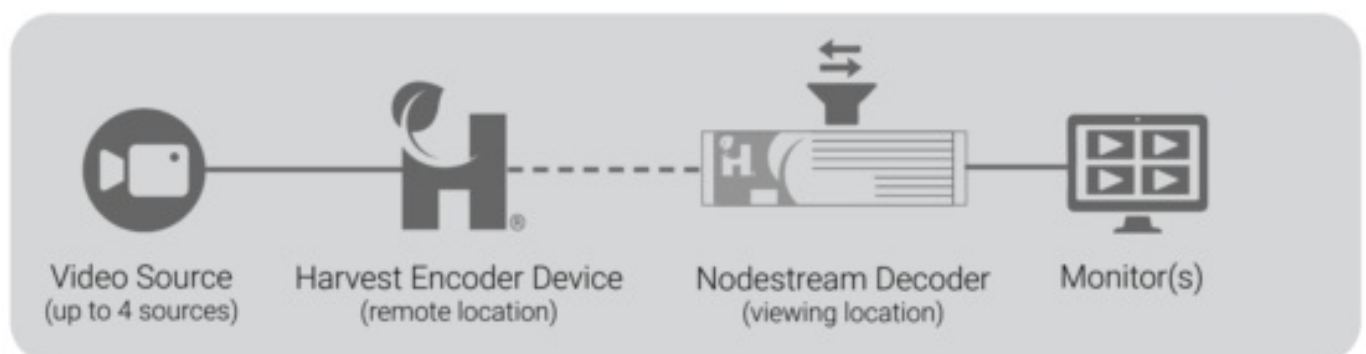 H®
H
Video Source
(up to 4 sources)
Harvest Encoder Device
(remote location)
Nodestream Decoder
(viewing location)
Monitor(s)